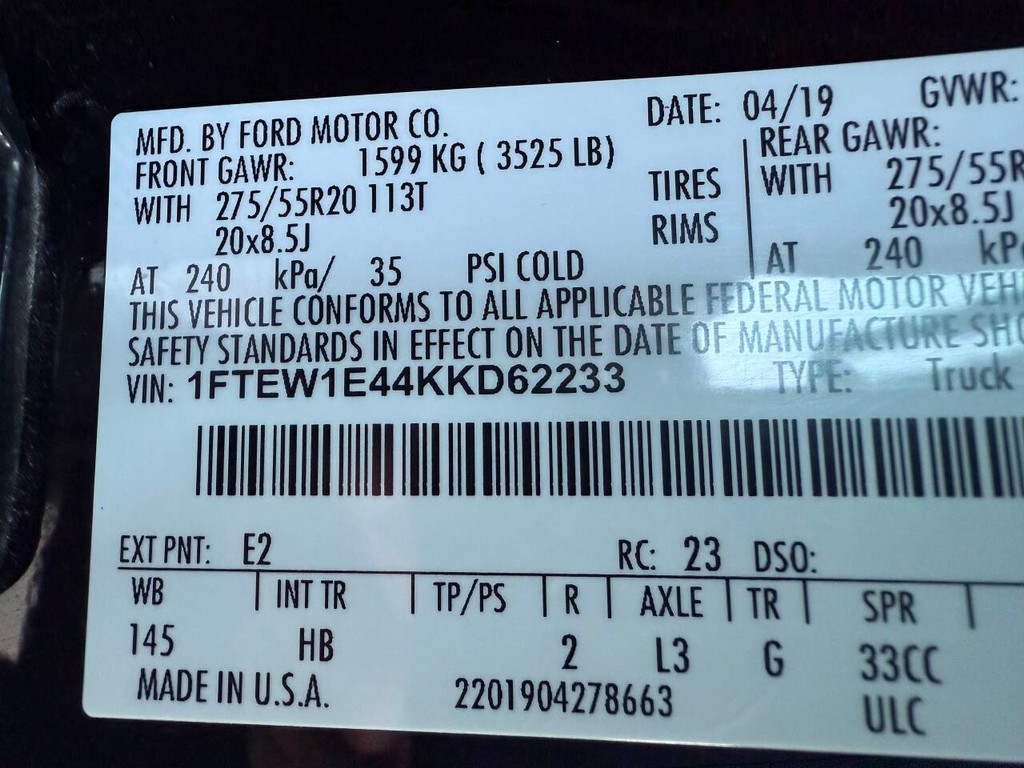 MFD. BY FORD MOTOR CO. DATE: 04/19 GVWR:
FRONT GAWR: 1599 KG ( 3525 LB) REAR GAWR:
WITH 275/55R20 113T TIRES WITH 275/55R
20x8.5J RIMS 20x8.5J
AT 240 kPa/ 35 PSI COLD AT 240 kP
THIS VEHICLE CONFORMS TO ALL APPLICABLE FEDERAL MOTOR VEH
SAFETY STANDARDS IN EFFECT ON THE DATE OF MANUFACTURE SHO
VIN: 1FTEW1E44KKD62233 TYPE: Truck
EXT PNT: E2 RC: 23 DSO:
WB INT TR TP/PS R AXLE TR SPR
145 HB 2 L3 G 33CC
MADE IN U.S.A. 2201904278663 ULC